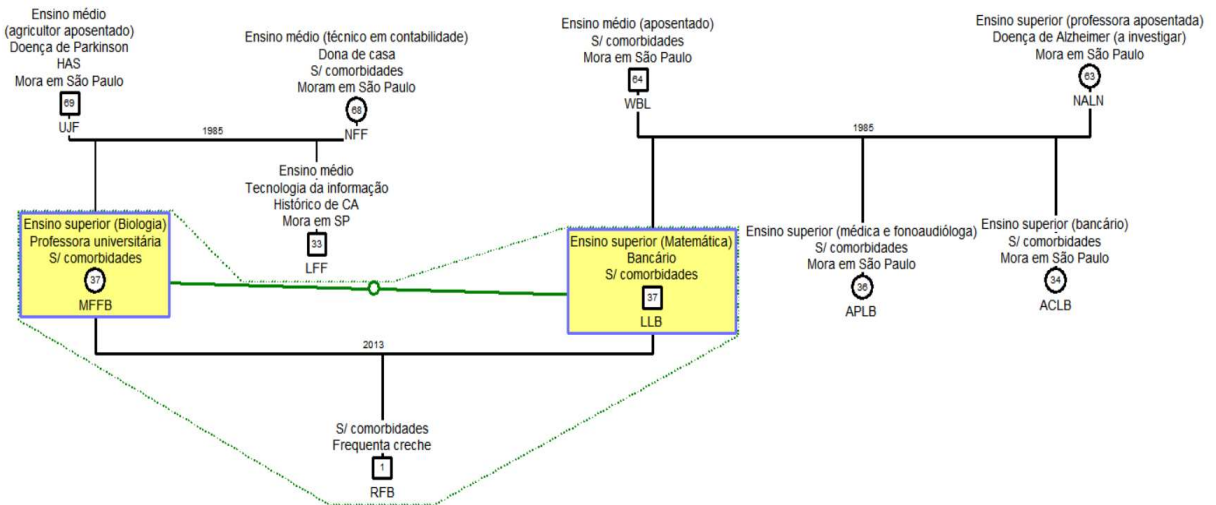 Ensino médio
(agricultor aposentado)
Doença de Parkinson
HAS
Mora em São Paulo
69
UJF
Ensino médio (técnico em contabilidade)
Dona de casa
S/ comorbidades
Moram em São Paulo
68
NFF
1985
Ensino médio
Tecnologia da informação
Histórico de CA
Mora em SP
33
LFF
Ensino médio (aposentado)
S/ comorbidades
Mora em São Paulo
64
WBL
Ensino superior (professora aposentada)
Doença de Alzheimer (a investigar)
Mora em São Paulo
63
NALN
1985
Ensino superior (Biologia)
Professora universitária
S/ comorbidades
37
MFFB
Ensino superior (Matemática)
Bancário
S/ comorbidades
37
LLB
Ensino superior (médica e fonoaudióloga)
S/ comorbidades
Mora em São Paulo
36
APLB
Ensino superior (bancário)
S/ comorbidades
Mora em São Paulo
34
ACLB
2013
S/ comorbidades
Frequenta creche
1
RFB